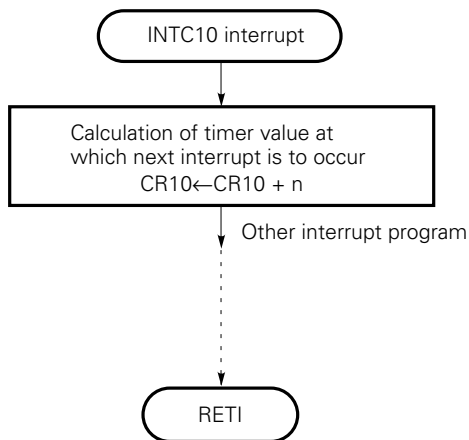 INTC10 interrupt
Calculation of timer value at
which next interrupt is to occur
CR10←CR10 + n
Other interrupt program
RETI